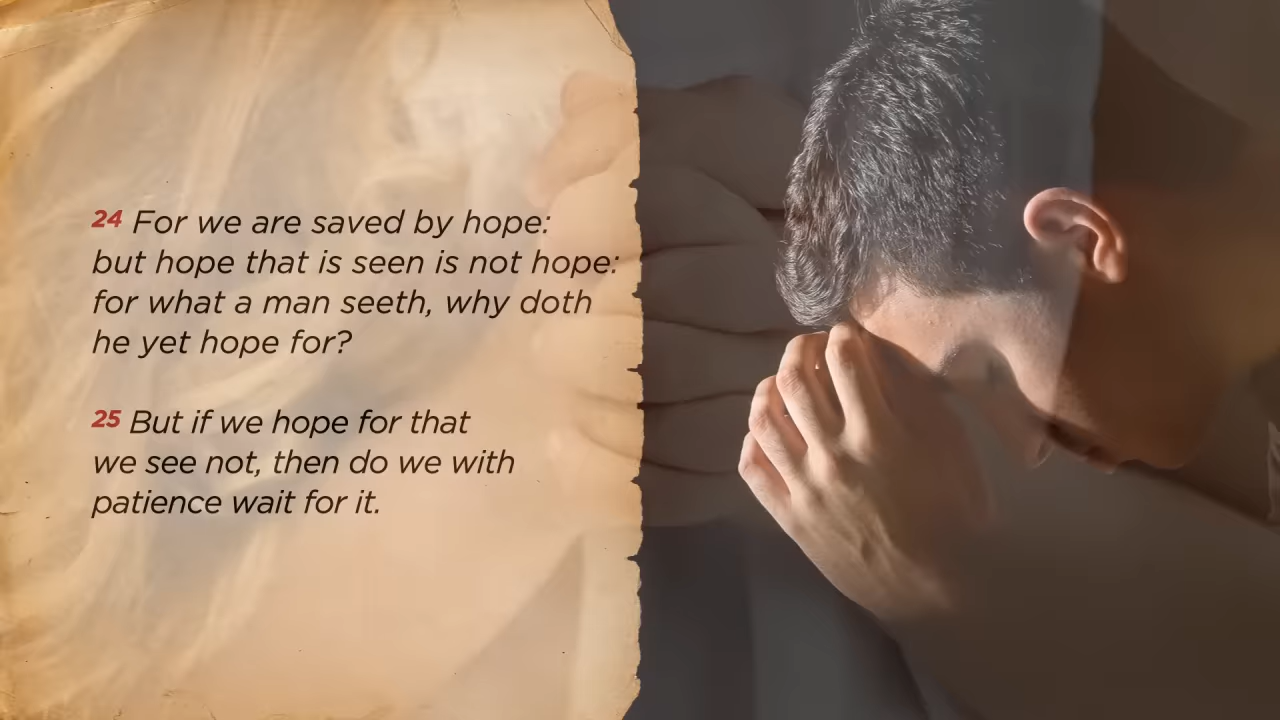 24 For we are saved by hope:
but hope that is seen is not hope:
for what a man seeth, why doth
he yet hope for?
25 But if we hope for that
we see not, then do we with
patience wait for it.